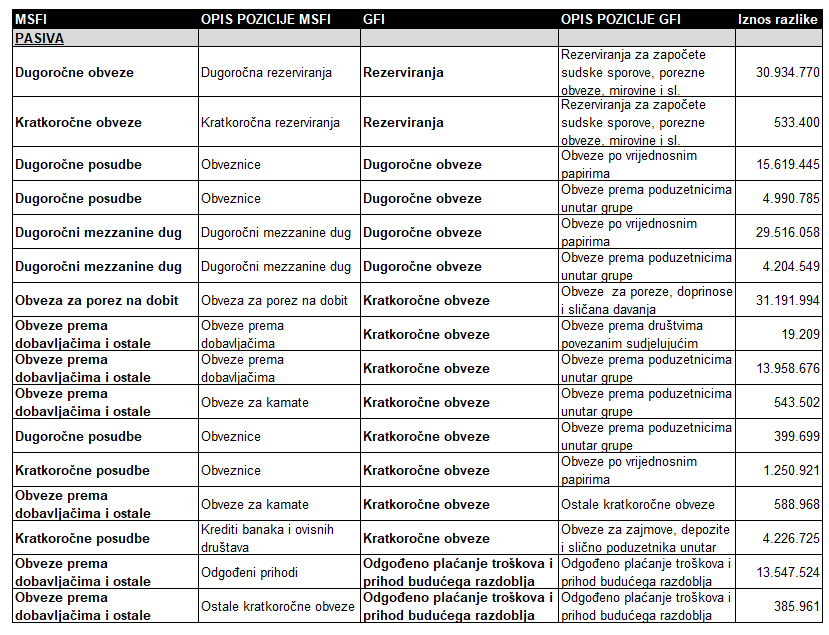 MSFI OPIS POZICIJE MSFI GFI OPIS POZICIJE GFI Iznos razlike
PASIVA
Dugoročne obveze Dugoročna rezerviranja Rezerviranja Rezerviranja za započete
sudske sporove, porezne
obveze, mirovine i sl. 30.934.770
Kratkoročne obveze Kratkoročna rezerviranja Rezerviranja Rezerviranja za započete
sudske sporove, porezne
obveze, mirovine i sl. 533.400
Dugoročne posudbe Obveznice Dugoročne obveze Obveze po vrijednosnim
papirima 15.619.445
Dugoročne posudbe Obveznice Dugoročne obveze Obveze prema poduzetnicima
unutar grupe 4.990.785
Dugoročni mezzanine dug Dugoročni mezzanine dug Dugoročne obveze Obveze po vrijednosnim
papirima 29.516.058
Dugoročni mezzanine dug Dugoročni mezzanine dug Dugoročne obveze Obveze prema poduzetnicima
unutar grupe 4.204.549
Obveza za porez na dobit Obveza za porez na dobit Kratkoročne obveze Obveze za poreze, doprinose
i sličana davanja 31.191.994
Obveze prema
dobavljačima i ostale Obveze prema
dobavljačima Kratkoročne obveze Obveze prema društvima
povezanim sudjelujućim 19.209
Obveze prema
dobavljačima i ostale Obveze prema
dobavljačima Kratkoročne obveze Obveze prema poduzetnicima
unutar grupe 13.958.676
Obveze prema
dobavljačima i ostale Obveze za kamate Kratkoročne obveze Obveze prema poduzetnicima
unutar grupe 543.502
Dugoročne posudbe Obveznice Kratkoročne obveze Obveze prema poduzetnicima
unutar grupe 399.699
Kratkoročne posudbe Obveznice Kratkoročne obveze Obveze po vrijednosnim
papirima 1.250.921
Obveze prema
dobavljačima i ostale Obveze za kamate Kratkoročne obveze Ostale kratkoročne obveze 588.968
Kratkoročne posudbe Krediti banaka i ovisnih
društava Kratkoročne obveze Obveze za zajmove, depozite
i slično poduzetnika unutar 4.226.725
Obveze prema
dobavljačima i ostale Odgođeni prihodi Odgođeno plaćanje troškova i
prihod budućega razdoblja Odgođeno plaćanje troškova i
prihod budućega razdoblja 13.547.524
Obveze prema
dobavljačima i ostale Ostale kratkoročne obveze Odgođeno plaćanje troškova i
prihod budućega razdoblja Odgođeno plaćanje troškova i
prihod budućega razdoblja 385.961